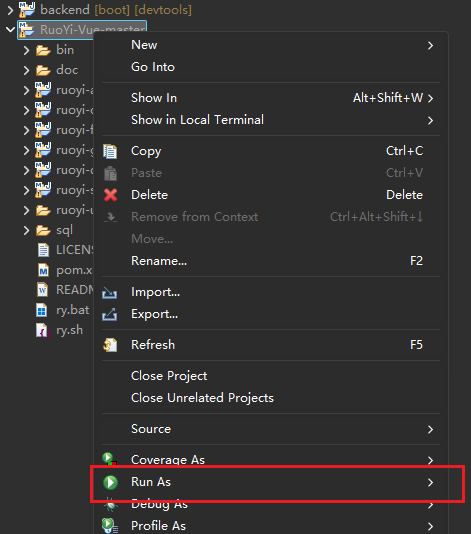 backend [boot] [devtools]
RuoYi-Vue-master
bin
doc
ruoyi-a
ruoyi-
ruoyi-f
ruoyi-g
ruoyi-
ruoyi-s
ruoyi-u
sql
LICEN
pom.x
READM
ry.bat
ry.sh
New
Go Into
Show In Alt+Shift+W
Show in Local Terminal
Copy Ctrl+C
Paste Ctrl+V
Delete Delete
Remove from Context Ctrl+Alt+Shift+↓
Move...
Rename... F2
Import...
Export...
Refresh F5
Close Project
Close Unrelated Projects
Source
Coverage As
Run As
Debug As
Profile As